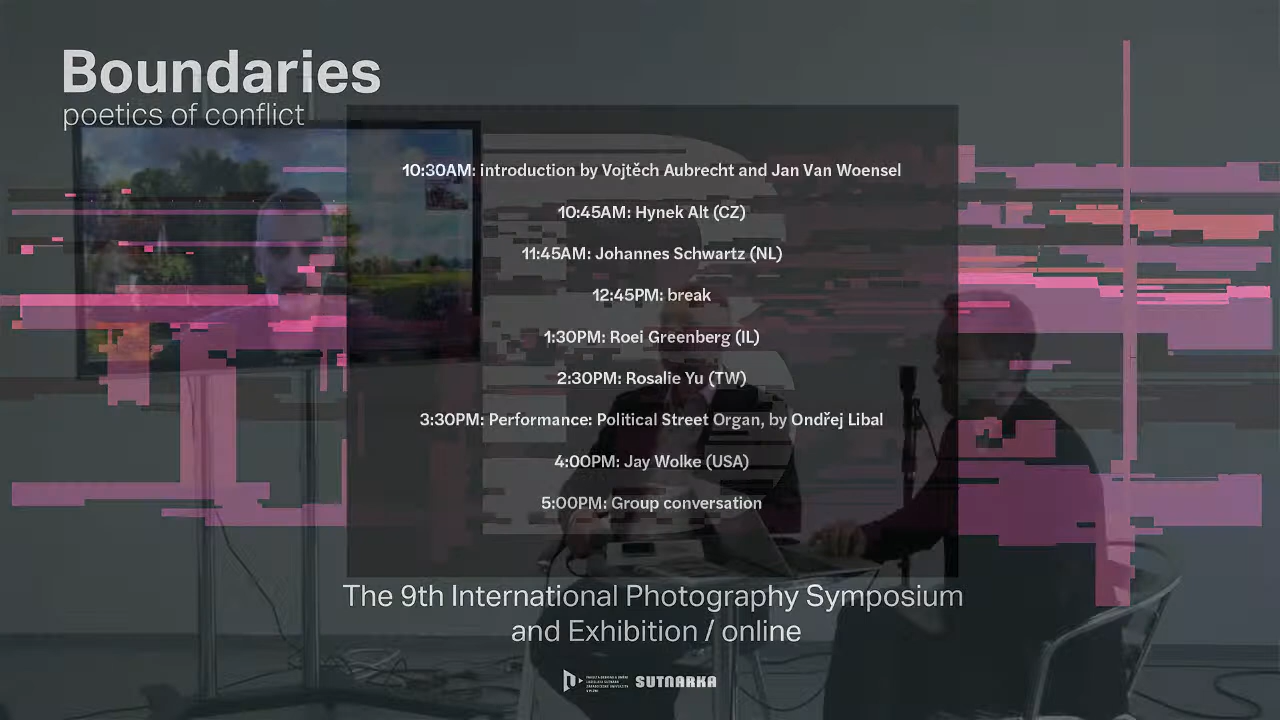 Boundaries
poetics of conflict
10:30AM: introduction by Vojtěch Aubrecht and Jan Van Woensel
10:45AM: Hynek Alt (CZ)
11:45AM: Johannes Schwartz (NL)
12:45PM: break
1:30PM: Roei Greenberg (IL)
2:30PM: Rosalie Yu (TW)
3:30PM: Performance: Political Street Organ, by Ondřej Libal
4:00PM: Jay Wolke (USA)
5:00PM: Group conversation
The 9th International Photography Symposium
and Exhibition / online
SUTNARKA